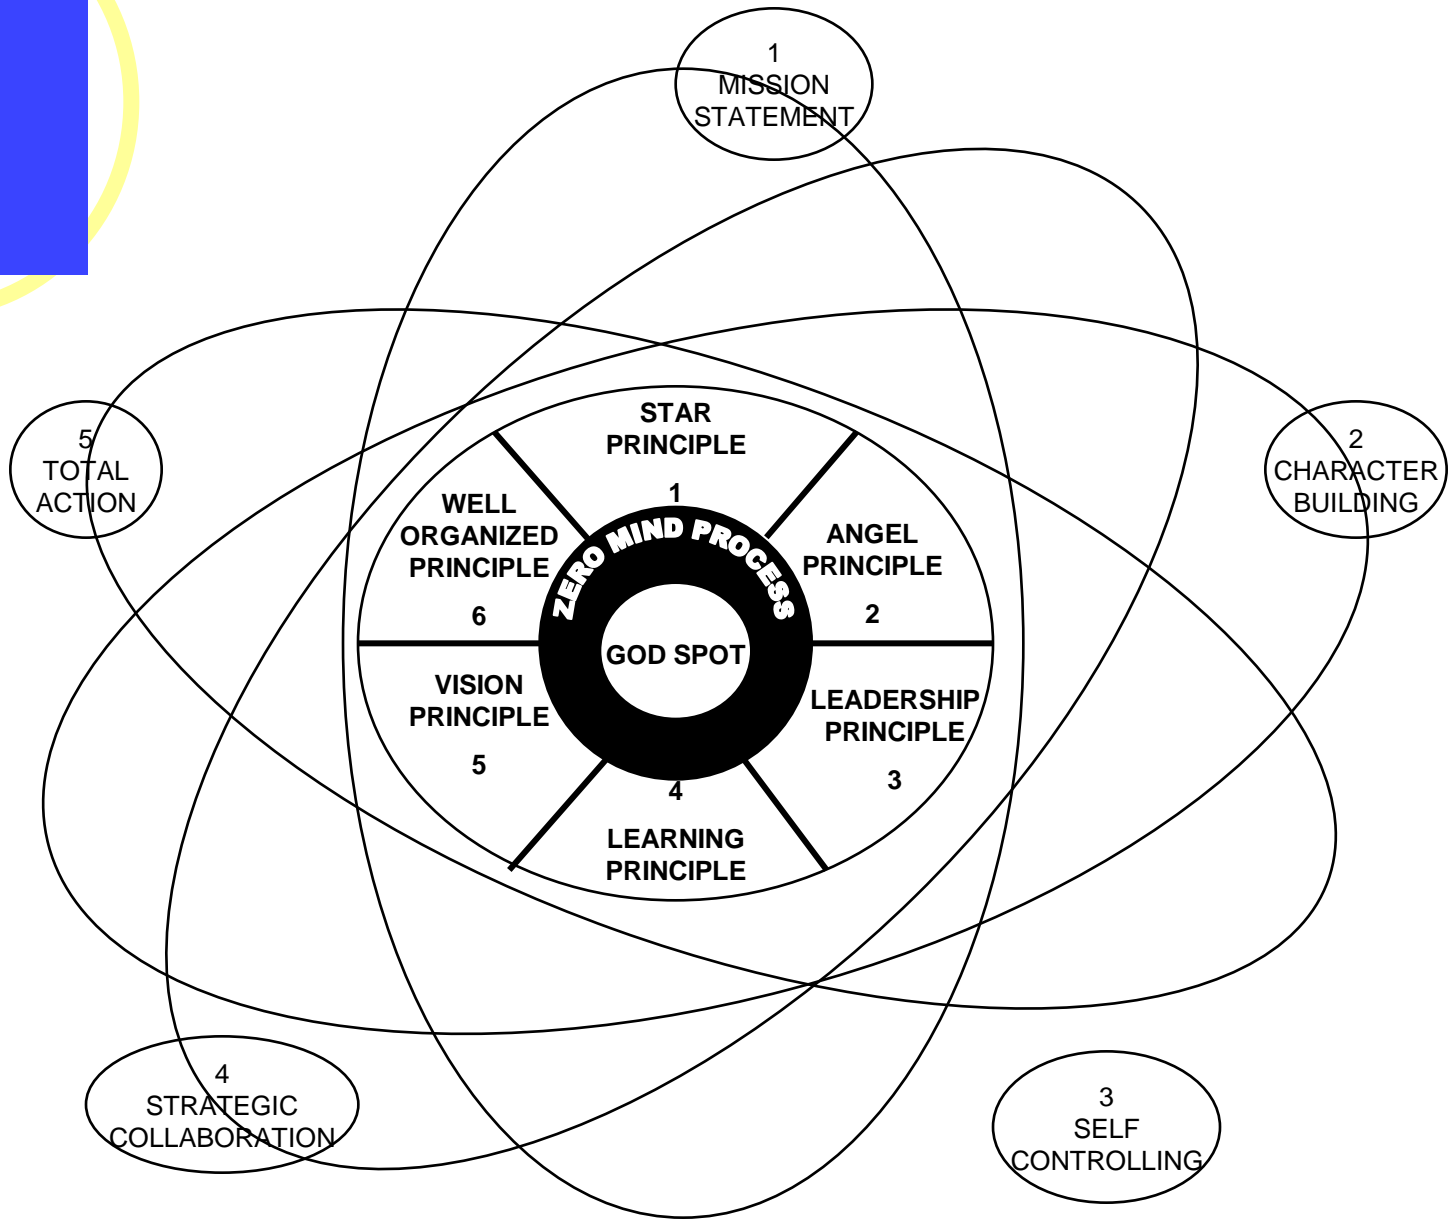 1
MISSION
STATEMENT
2
CHARACTER
BUILDING
3
SELF
CONTROLLING
4
STRATEGIC
COLLABORATION
5
TOTAL
ACTION
STAR
PRINCIPLE
1
ANGEL
PRINCIPLE
2
LEADERSHIP
PRINCIPLE
3
4
LEARNING
PRINCIPLE
VISION
PRINCIPLE
5
WELL
ORGANIZED
PRINCIPLE
6
ZERO MIND PROCESS
GOD SPOT